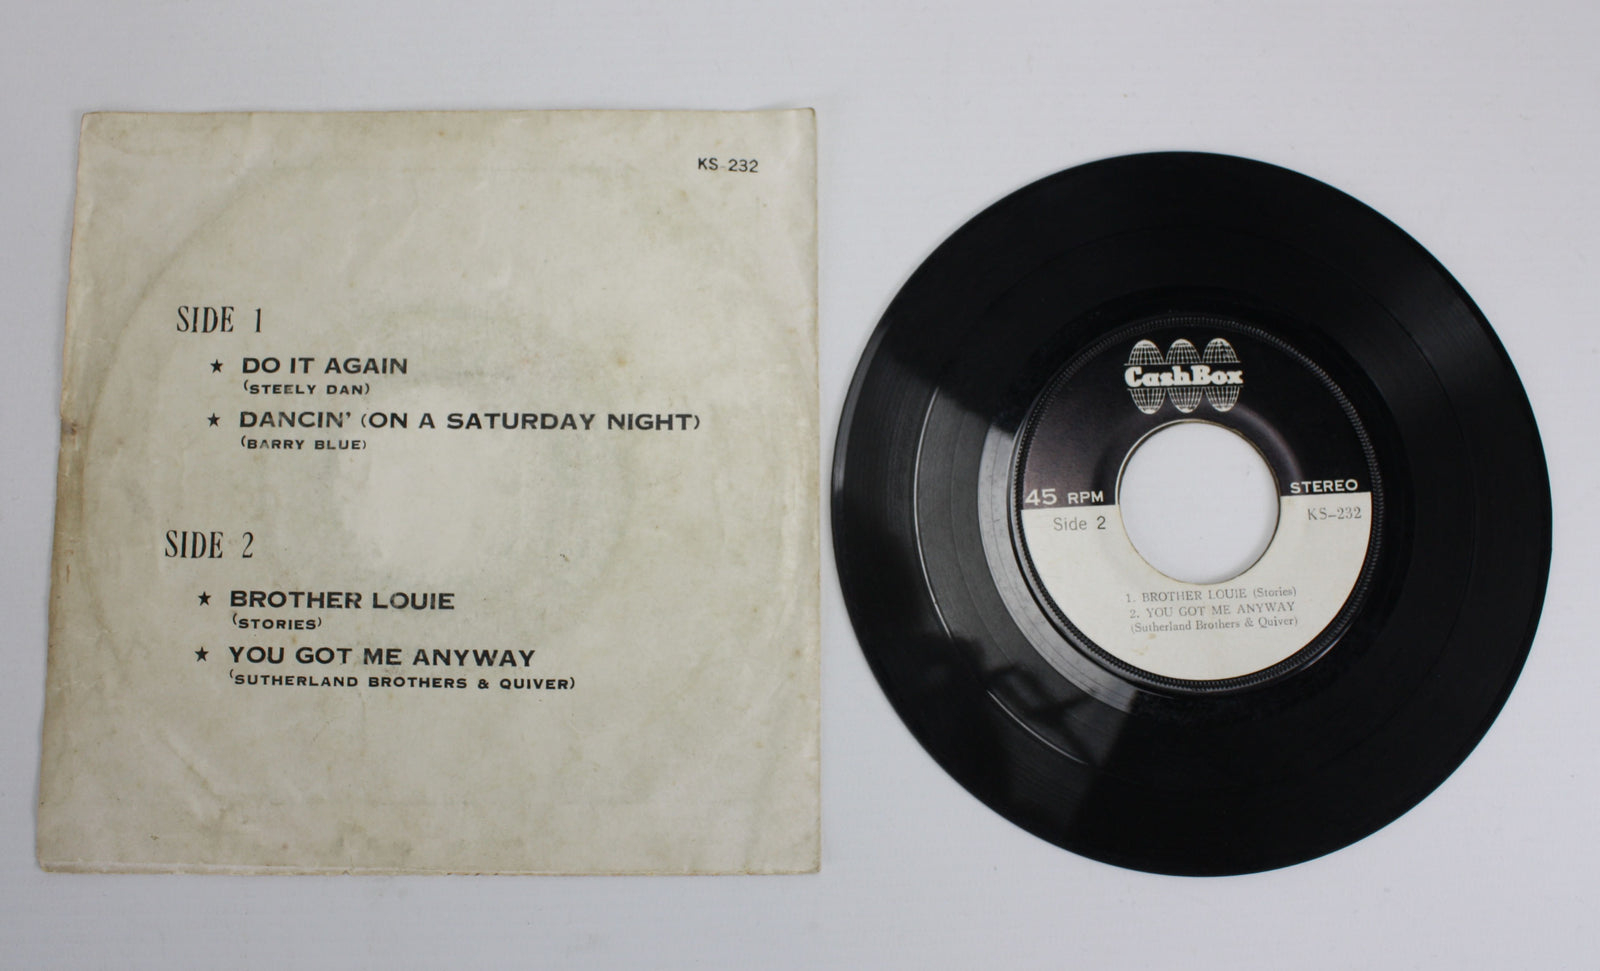 KS-232
SIDE 1
★ DO IT AGAIN
(STEELY DAN)
★ DANCIN' (ON A SATURDAY NIGHT)
(BARRY BLUE)
SIDE 2
★ BROTHER LOUIE
(STORIES)
★ YOU GOT ME ANYWAY
(SUTHERLAND BROTHERS & QUIVER)
CashBox
45 RPM
STEREO
Side 2
KS-232
1. BROTHER LOUIE (Stories)
2. YOU GOT ME ANYWAY
(Sutherland Brothers & Quiver)